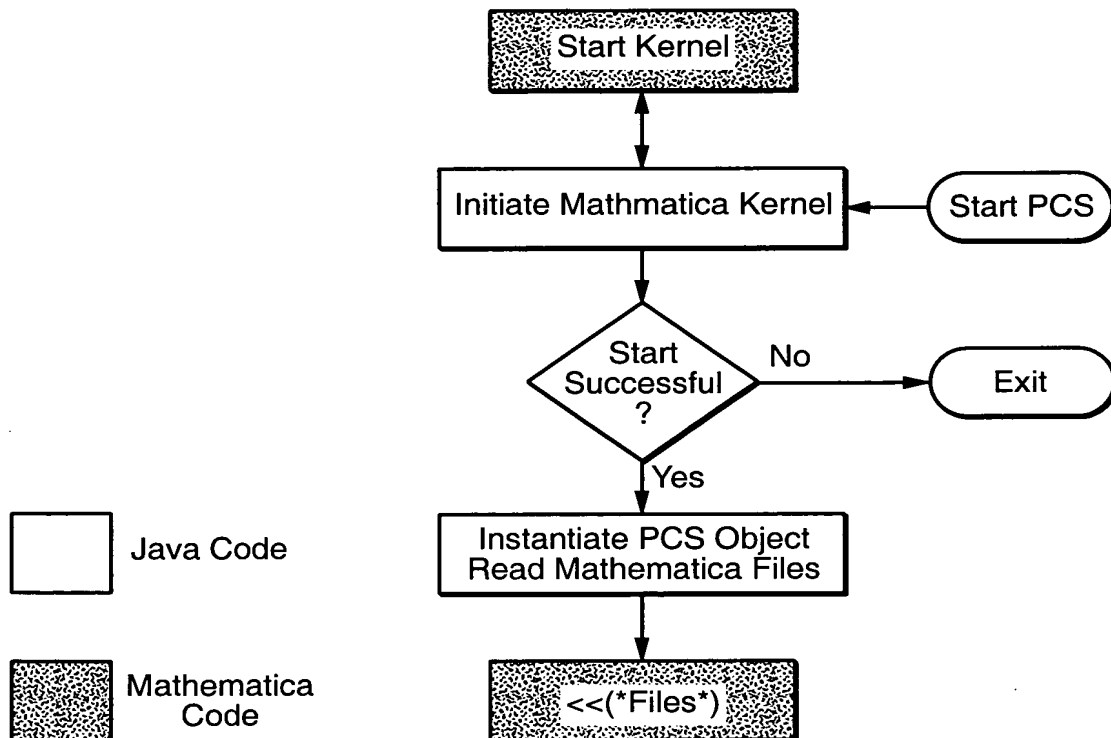 Start Kernel
Initiate Mathmatica Kernel
Start PCS
Start
Successful
?
No
Exit
Yes
Instantiate PCS Object
Read Mathematica Files
Java Code
Mathematica
Code
<<(*Files*)